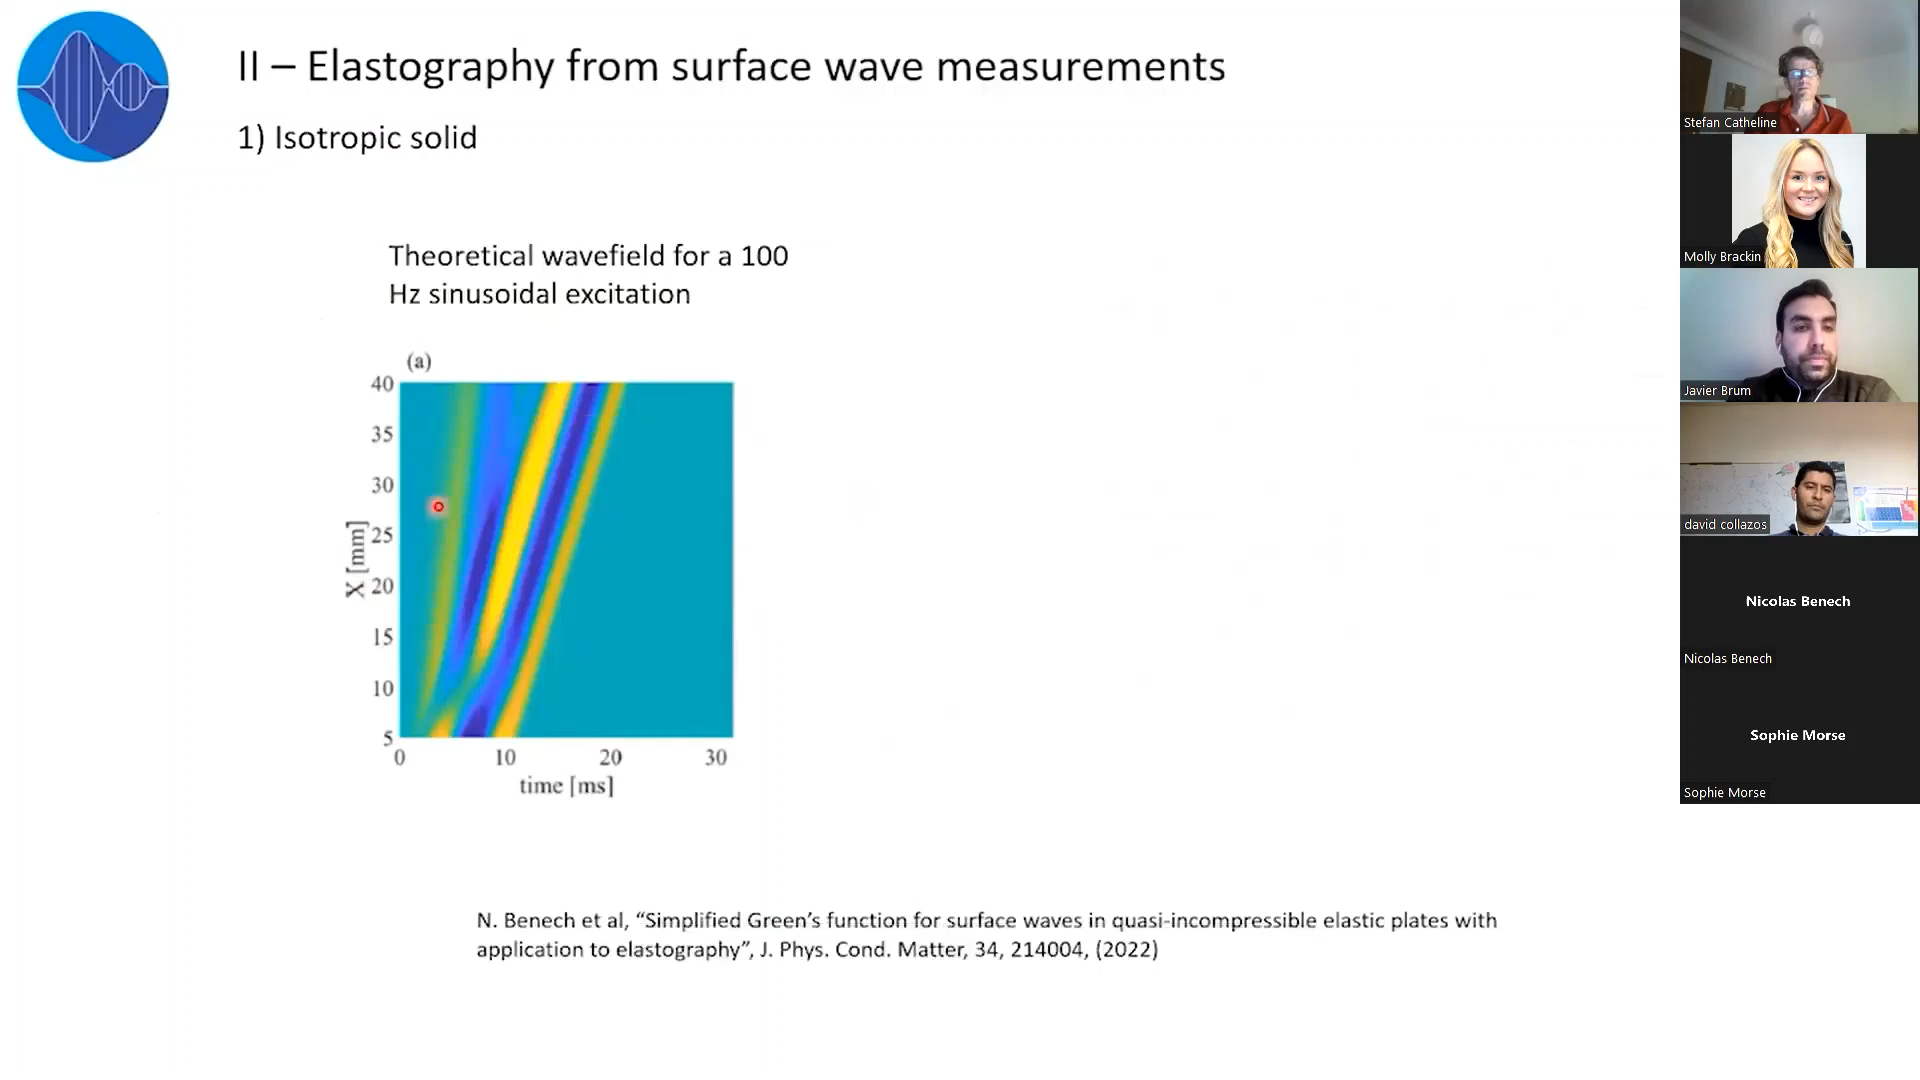 II – Elastography from surface wave measurements
1) Isotropic solid
Theoretical wavefield for a 100
Hz sinusoidal excitation
(a)
40
35
30
25
20
15
10
5
X [mm]
0 10 20 30
time [ms]
N. Benech et al, “Simplified Green’s function for surface waves in quasi-incompressible elastic plates with
application to elastography”, J. Phys. Cond. Matter, 34, 214004, (2022)
Stefan Catheline
Molly Brackin
Javier Brum
david collazos
Nicolas Benech
Nicolas Benech
Sophie Morse
Sophie Morse